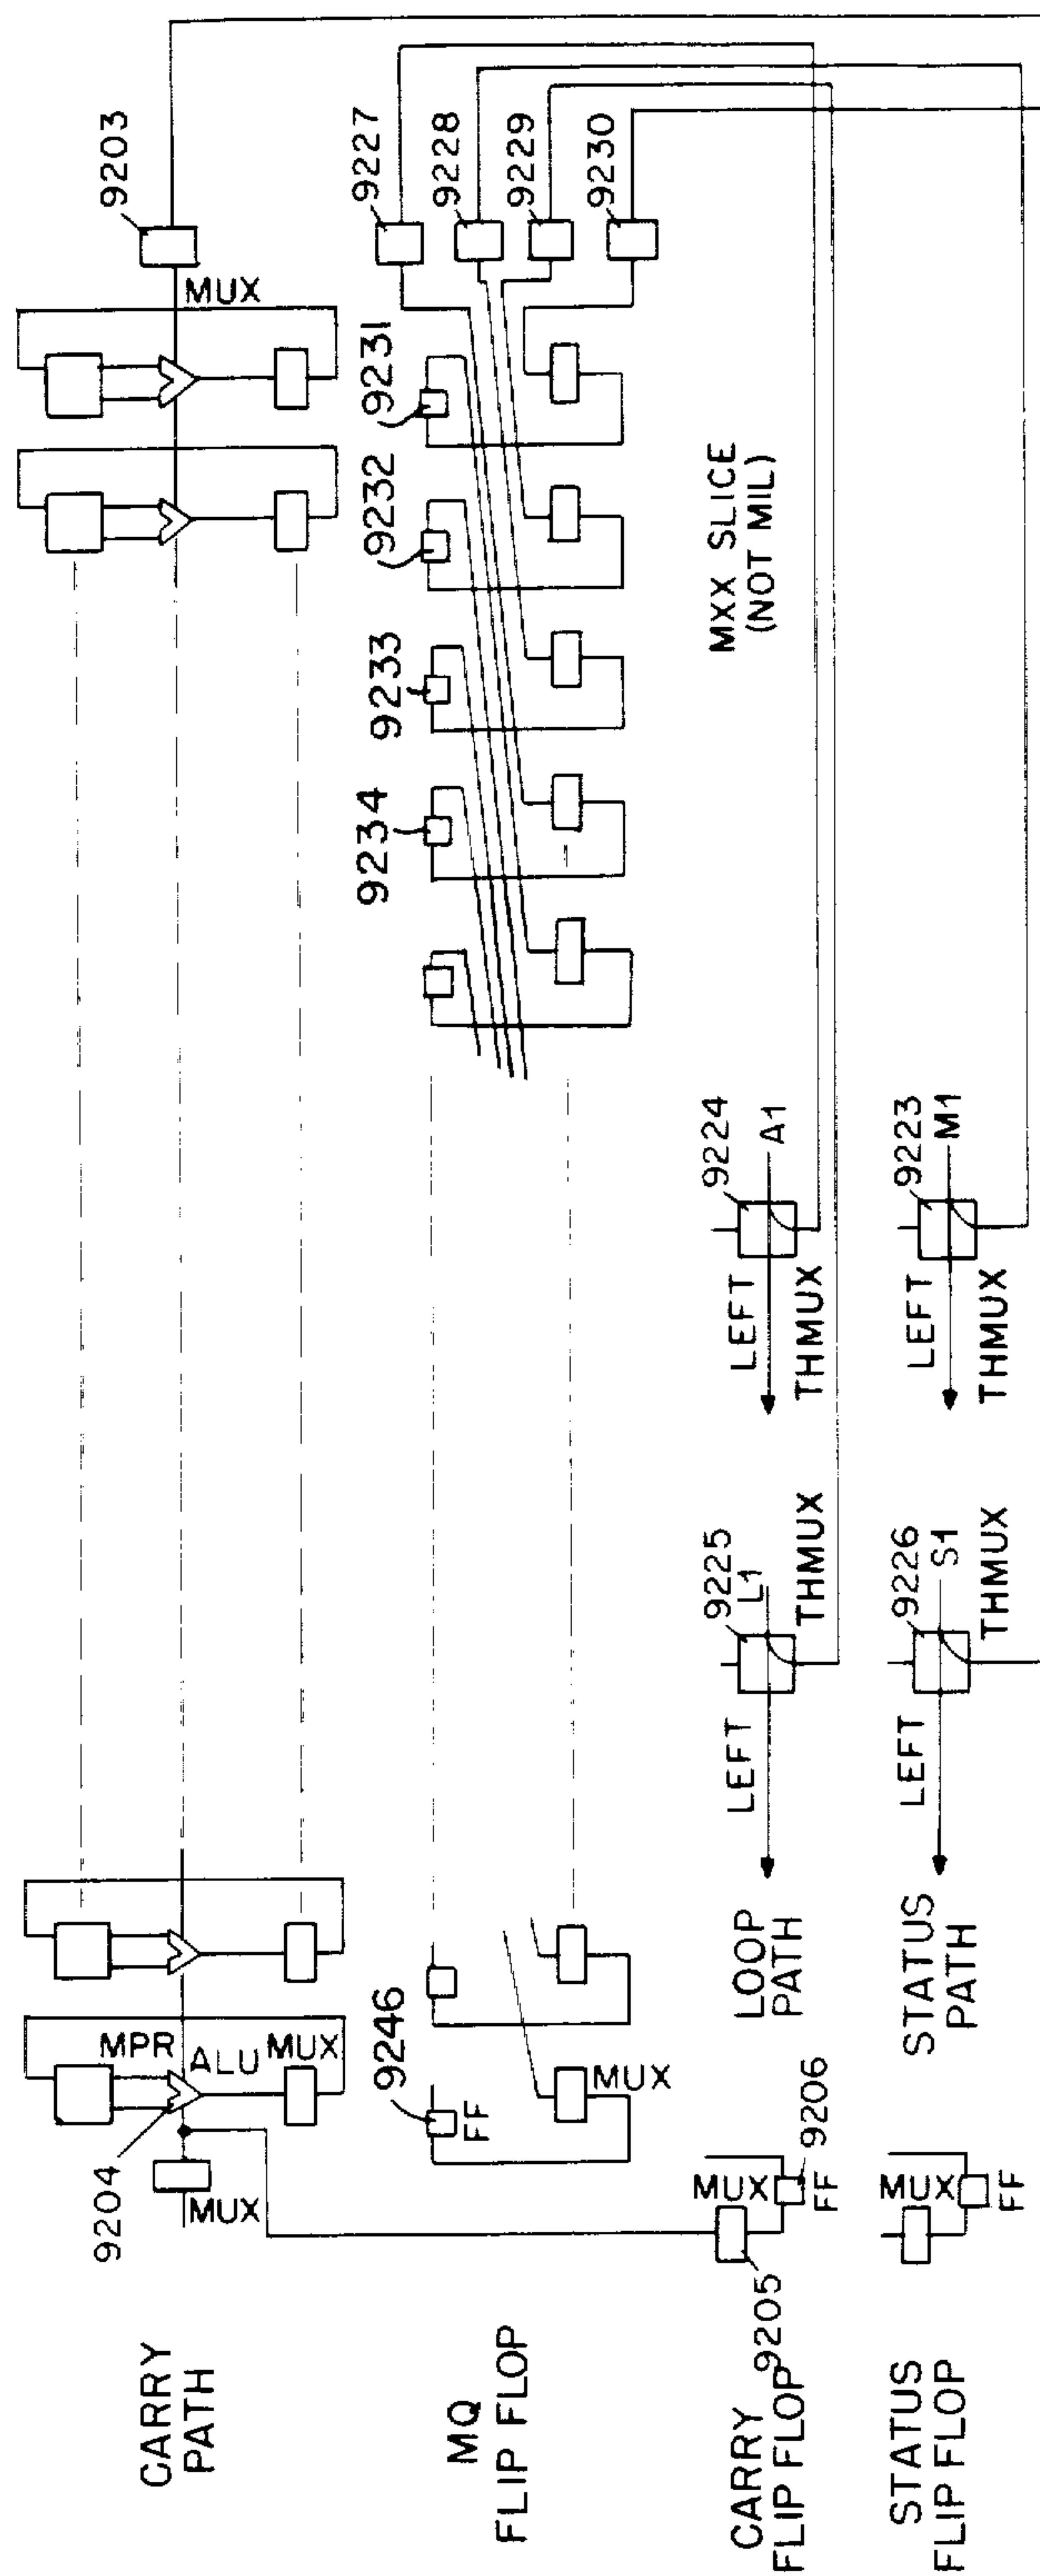 CARRY
PATH
9204
MUX
MPR
ALU
MUX
MUX
9203
MQ
FLIP FLOP
9246
FF
MUX
9234
9233
9232
9231
9227
9228
9229
9230
CARRY
FLIP FLOP
9205
MUX
FF
9206
LOOP
PATH
LEFT
9225
L1
THMUX
LEFT
9224
A1
THMUX
MXX SLICE
(NOT MIL)
STATUS
FLIP FLOP
MUX
FF
STATUS
PATH
LEFT
9226
S1
THMUX
LEFT
9223
M1
THMUX